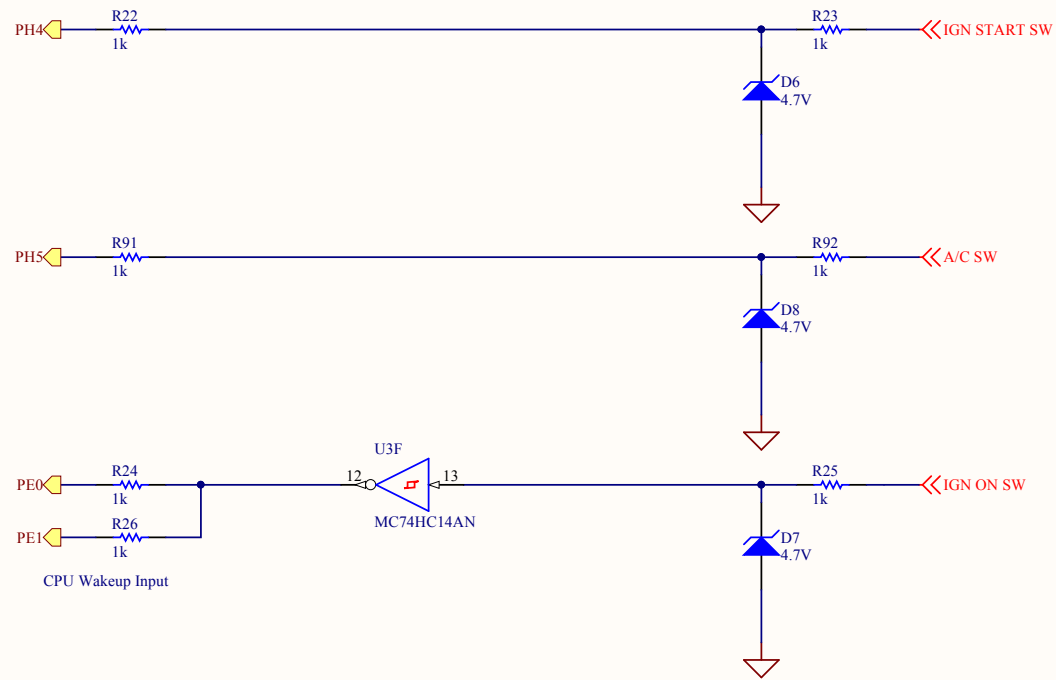 R22
R23
PH4
IGN START SW
1k
1k
D6
4.7V
R91
R92
PH5
A/C SW
1k
1k
D8
4.7V
U3F
R24
12
13
R25
PE0
IGN ON SW
1k
1k
R26
MC74HC14AN
PE1
D7
1k
4.7V
CPU Wakeup Input